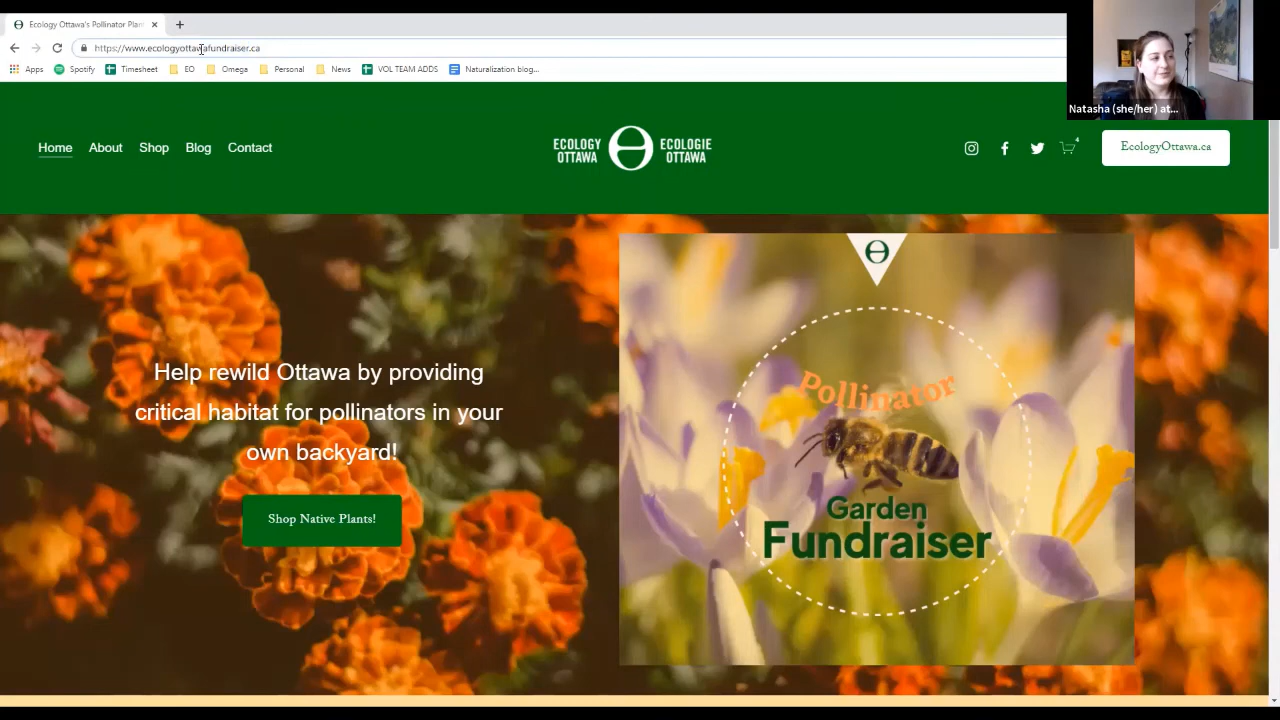 Ecology Ottawa's Pollinator Plan
https://www.ecologyottawafundraiser.ca
Apps Spotify Timesheet EO Omega Personal News VOL TEAM ADDS Naturalization blog...
Natasha (she/her) at...
Home About Shop Blog Contact
ECOLOGY OTTAWA
ECOLOGIE OTTAWA
4
EcologyOttawa.ca
Help rewild Ottawa by providing
critical habitat for pollinators in your
own backyard!
Shop Native Plants!
Pollinator
Garden
Fundraiser